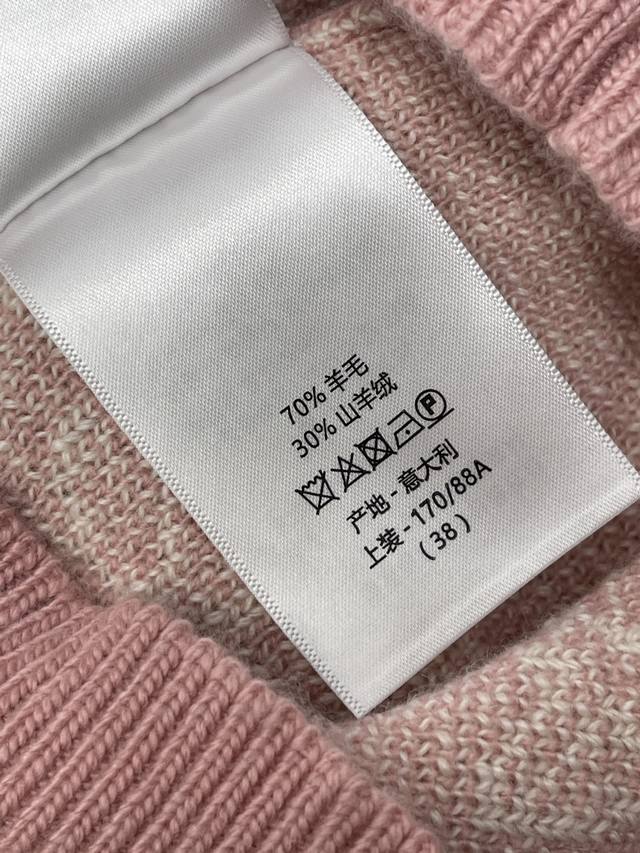 70% 羊毛
30% 山羊绒
P
产地 - 意大利
上装 - 170/88A
( 38 )